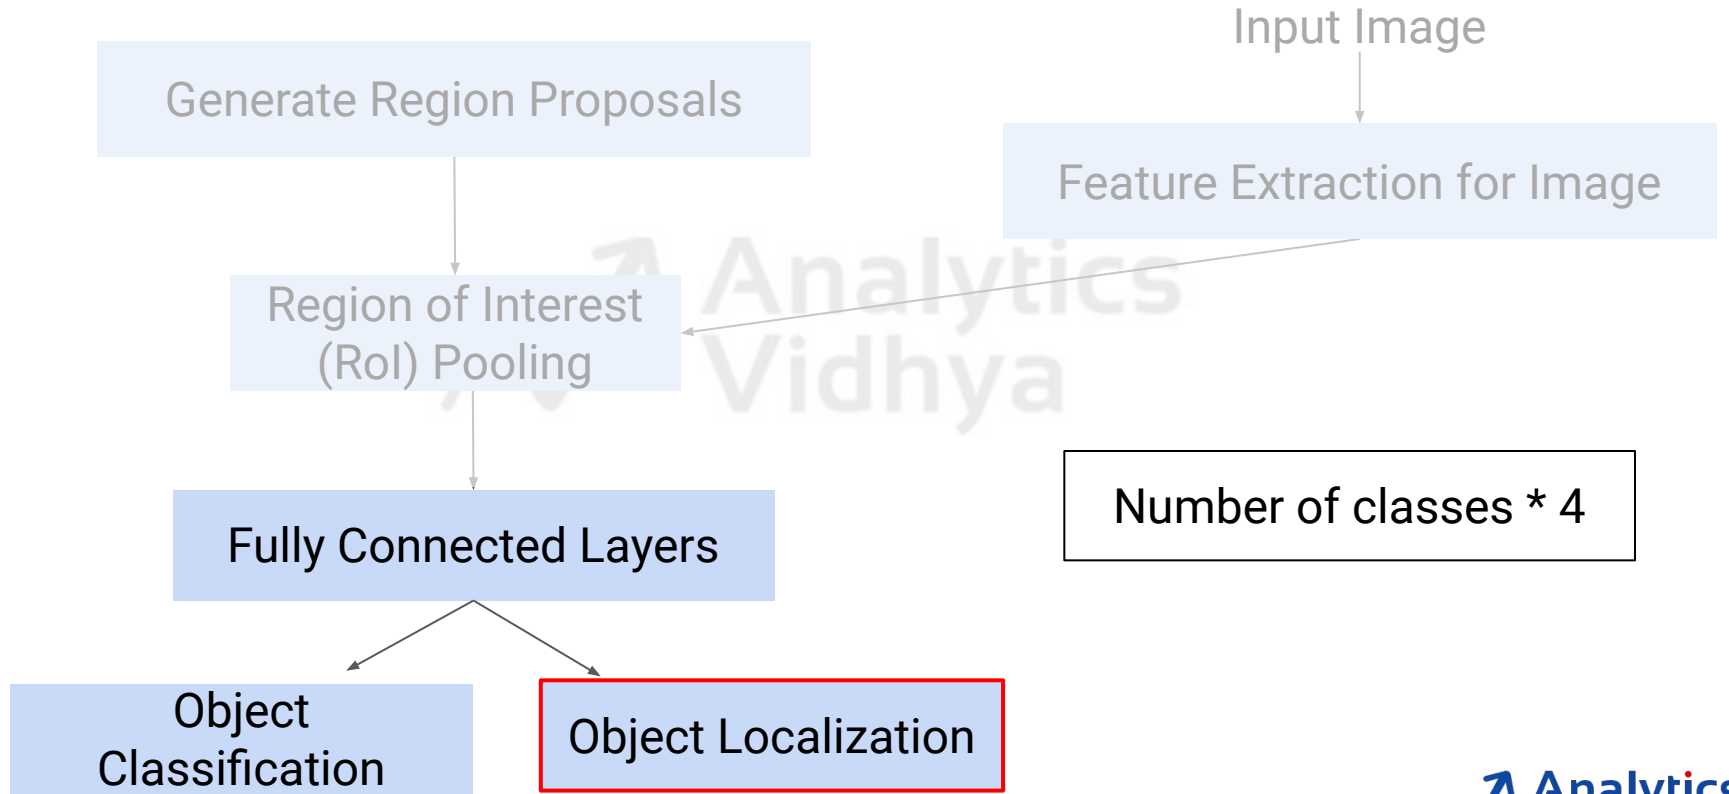 Input Image
Generate Region Proposals
Feature Extraction for Image
Analytics
Vidhya
Region of Interest
(RoI) Pooling
Number of classes * 4
Fully Connected Layers
Object
Classification
Object Localization
Analytics